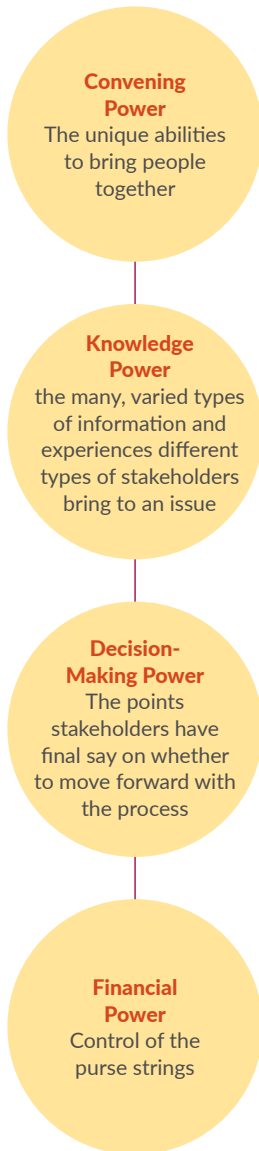 Convening
Power
The unique abilities
to bring people
together
Knowledge
Power
the many, varied types
of information and
experiences different
types of stakeholders
bring to an issue
Decision-
Making Power
The points
stakeholders have
final say on whether
to move forward with
the process
Financial
Power
Control of the
purse strings